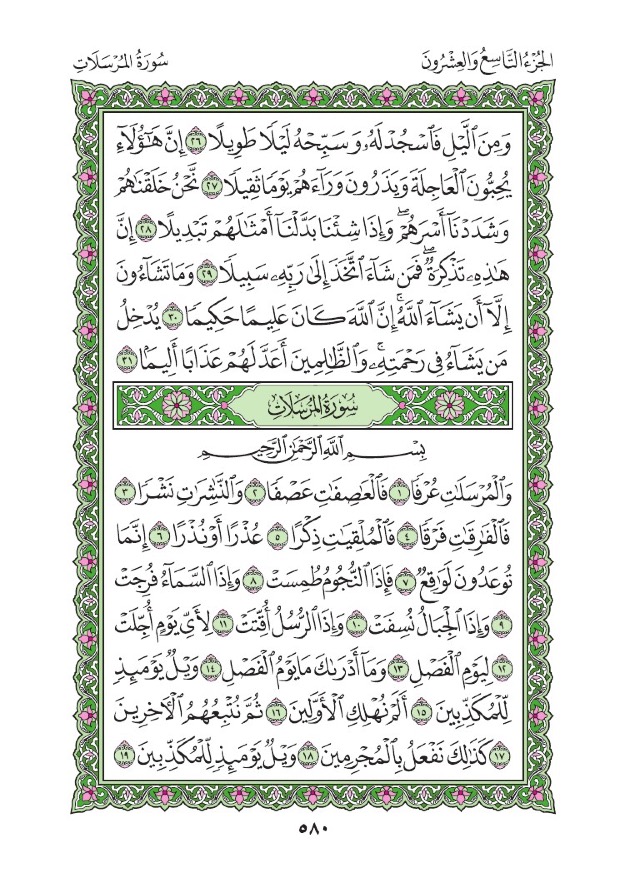 الجُزْءُ التَّاسِعُ وَالعِشْرُونَ
سُورَةُ المُرْسَلَاتِ
وَمِنَ ٱلَّيْلِ فَٱسْجُدْ لَهُۥ وَسَبِّحْهُ لَيْلًا طَوِيلًا ٢٦ إِنَّ هَٰٓؤُلَآءِ
يُحِبُّونَ ٱلْعَاجِلَةَ وَيَذَرُونَ وَرَآءَهُمْ يَوْمًا ثَقِيلًا ٢٧ نَّحْنُ خَلَقْنَٰهُمْ
وَشَدَدْنَآ أَسْرَهُمْ ۖ وَإِذَا شِئْنَا بَدَّلْنَآ أَمْثَٰلَهُمْ تَبْدِيلًا ٢٨ إِنَّ
هَٰذِهِۦ تَذْكِرَةٌ ۖ فَمَن شَآءَ ٱتَّخَذَ إِلَىٰ رَبِّهِۦ سَبِيلًا ٢٩ وَمَا تَشَآءُونَ
إِلَّآ أَن يَشَآءَ ٱللَّهُ ۚ إِنَّ ٱللَّهَ كَانَ عَلِيمًا حَكِيمًا ٣٠ يُدْخِلُ
مَن يَشَآءُ فِى رَحْمَتِهِۦ ۚ وَٱلظَّٰلِمِينَ أَعَدَّ لَهُمْ عَذَابًا أَلِيمًۢا ٣١
سُورَةُ المُرْسَلَاتِ
بِسْمِ ٱللَّهِ ٱلرَّحْمَٰنِ ٱلرَّحِيمِ
وَٱلْمُرْسَلَٰتِ عُرْفًا ١ فَٱلْعَٰصِفَٰتِ عَصْفًا ٢ وَٱلنَّٰشِرَٰتِ نَشْرًا ٣
فَٱلْفَٰرِقَٰتِ فَرْقًا ٤ فَٱلْمُلْقِيَٰتِ ذِكْرًا ٥ عُذْرًا أَوْ نُذْرًا ٦ إِنَّمَا
تُوعَدُونَ لَوَٰقِعٌ ٧ فَإِذَا ٱلنُّجُومُ طُمِسَتْ ٨ وَإِذَا ٱلسَّمَآءُ فُرِجَتْ
٩ وَإِذَا ٱلْجِبَالُ نُسِفَتْ ١٠ وَإِذَا ٱلرُّسُلُ أُقِّتَتْ ١١ لِأَىِّ يَوْمٍ أُجِّلَتْ
١٢ لِيَوْمِ ٱلْفَصْلِ ١٣ وَمَآ أَدْرَىٰكَ مَا يَوْمُ ٱلْفَصْلِ ١٤ وَيْلٌ يَوْمَئِذٍ
لِّلْمُكَذِّبِينَ ١٥ أَلَمْ نُهْلِكِ ٱلْأَوَّلِينَ ١٦ ثُمَّ نُتْبِعُهُمُ ٱلْءَاخِرِينَ
١٧ كَذَٰلِكَ نَفْعَلُ بِٱلْمُجْرِمِينَ ١٨ وَيْلٌ يَوْمَئِذٍ لِّلْمُكَذِّبِينَ ١٩
٥٨٠